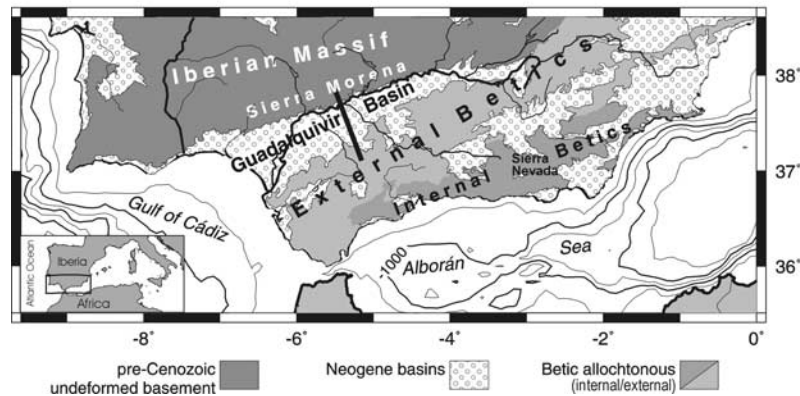 Iberian Massif
Sierra Morena
Guadalquivir Basin
External Betics
Internal Betics
Sierra
Nevada
Gulf of Cádiz
Alborán Sea
-1000
Atlantic Ocean
Iberia
Africa
38°
37°
36°
-8° -6° -4° -2° 0°
pre-Cenozoic
undeformed basement
Neogene basins
Betic allochtonous
(internal/external)